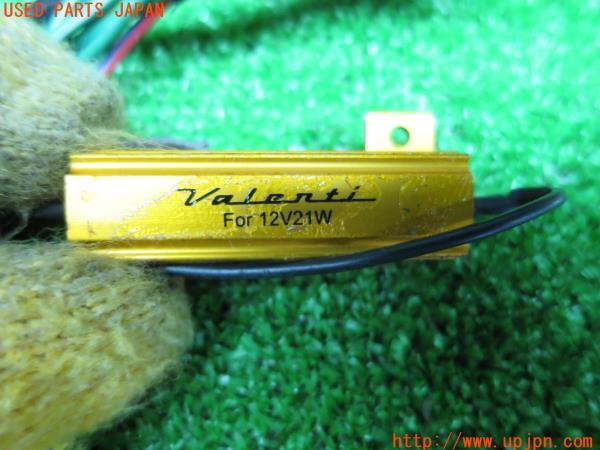 USED PARTS JAPAN
Valenti
For 12V21W
http://www.upjpn.com/